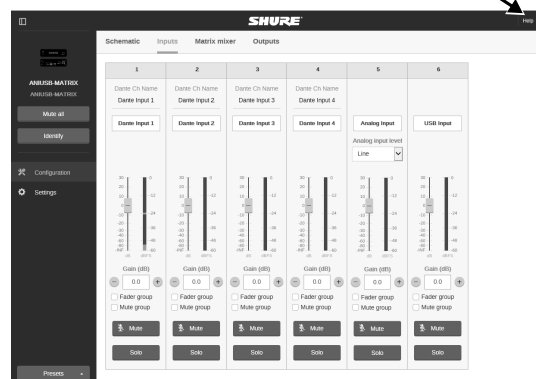 SHURE
Help
Schematic Inputs Matrix mixer Outputs
ANIUSB-MATRIX
ANIUSB-MATRIX
Mute all
Identify
Configuration
Settings
Presets
1 2 3 4 5 6
Dante Ch Name Dante Ch Name Dante Ch Name Dante Ch Name
Dante Input 1 Dante Input 2 Dante Input 3 Dante Input 4
Dante Input 1 Dante Input 2 Dante Input 3 Dante Input 4 Analog Input USB Input
Analog input level
Line
Gain (dB) Gain (dB) Gain (dB) Gain (dB) Gain (dB) Gain (dB)
0.0 0.0 0.0 0.0 0.0 0.0
Fader group Fader group Fader group Fader group Fader group Fader group
Mute group Mute group Mute group Mute group Mute group Mute group
Mute Mute Mute Mute Mute Mute
Solo Solo Solo Solo Solo Solo